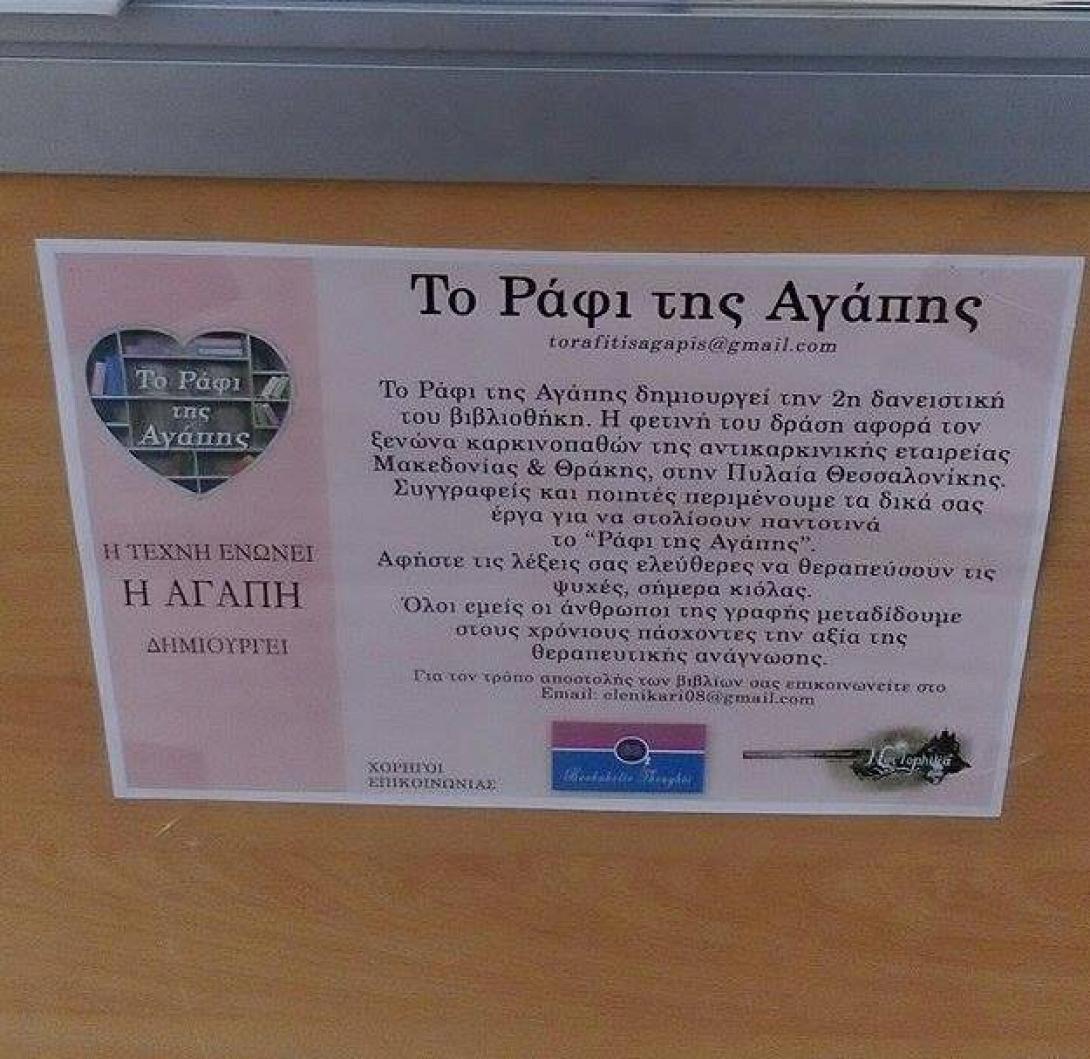 Το Ράφι
της
Αγάπης
Η ΤΕΧΝΗ ΕΝΩΝΕΙ
Η ΑΓΑΠΗ
ΔΗΜΙΟΥΡΓΕΙ
Το Ράφι της Αγάπης
torafitisagapis@gmail.com
Το Ράφι της Αγάπης δημιουργεί την 2η δανειστική
του βιβλιοθήκη. Η φετινή του δράση αφορά τον
ξενώνα καρκινοπαθών της αντικαρκινικής εταιρείας
Μακεδονίας & Θράκης, στην Πυλαία Θεσσαλονίκης.
Συγγραφείς και ποιητές περιμένουμε τα δικά σας
έργα για να στολίσουν παντοτινά
το “Ράφι της Αγάπης”.
Αφήστε τις λέξεις σας ελεύθερες να θεραπεύσουν τις
ψυχές, σήμερα κιόλας.
Όλοι εμείς οι άνθρωποι της γραφής μεταδίδουμε
στους χρόνιους πάσχοντες την αξία της
θεραπευτικής ανάγνωσης.
Για τον τρόπο αποστολής των βιβλίων σας επικοινωνείτε στο
Email: elenikari08@gmail.com
ΧΟΡΗΓΟΙ
ΕΠΙΚΟΙΝΩΝΙΑΣ
Bookaholic Thoughts